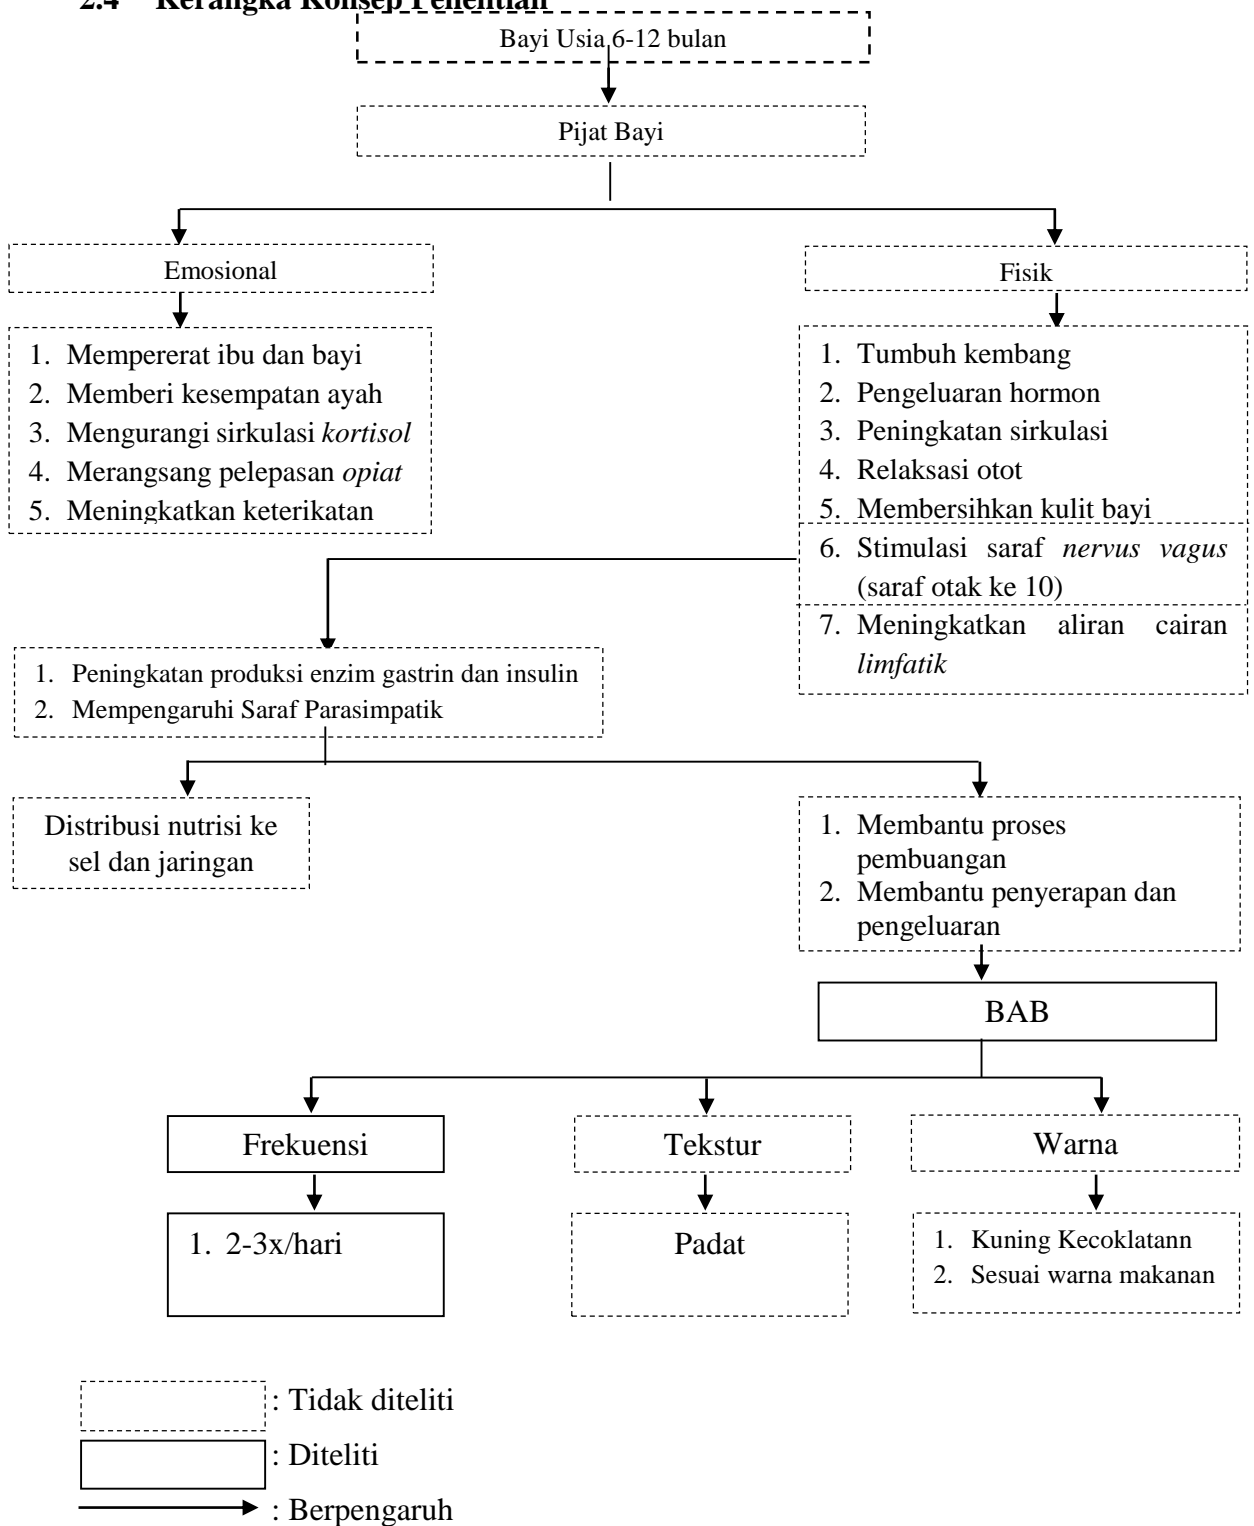 2.4 Kerangka Konsep Penelitian
Bayi Usia 6-12 bulan
Pijat Bayi
Emosional
Fisik
1. Mempererat ibu dan bayi
2. Memberi kesempatan ayah
3. Mengurangi sirkulasi kortisol
4. Merangsang pelepasan opiat
5. Meningkatkan keterikatan
1. Tumbuh kembang
2. Pengeluaran hormon
3. Peningkatan sirkulasi
4. Relaksasi otot
5. Membersihkan kulit bayi
6. Stimulasi saraf nervus vagus
(saraf otak ke 10)
7. Meningkatkan aliran cairan
limfatik
1. Peningkatan produksi enzim gastrin dan insulin
2. Mempengaruhi Saraf Parasimpatik
Distribusi nutrisi ke
sel dan jaringan
1. Membantu proses
pembuangan
2. Membantu penyerapan dan
pengeluaran
BAB
Frekuensi
Tekstur
Warna
1. 2-3x/hari
Padat
1. Kuning Kecoklatann
2. Sesuai warna makanan
: Tidak diteliti
: Diteliti
: Berpengaruh